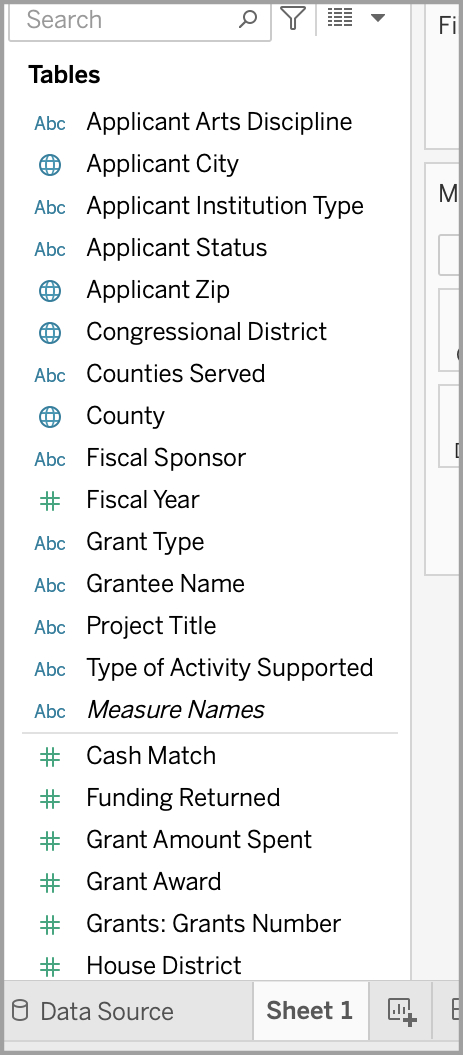 Search
Fi
Tables
Abc Applicant Arts Discipline
Applicant City
M
Abc Applicant Institution Type
Abc Applicant Status
Applicant Zip
Congressional District
Abc Counties Served
County
Abc Fiscal Sponsor
# Fiscal Year
Abc Grant Type
Abc Grantee Name
Abc Project Title
Abc Type of Activity Supported
Abc Measure Names
# Cash Match
# Funding Returned
# Grant Amount Spent
# Grant Award
# Grants: Grants Number
# House District
Data Source Sheet 1